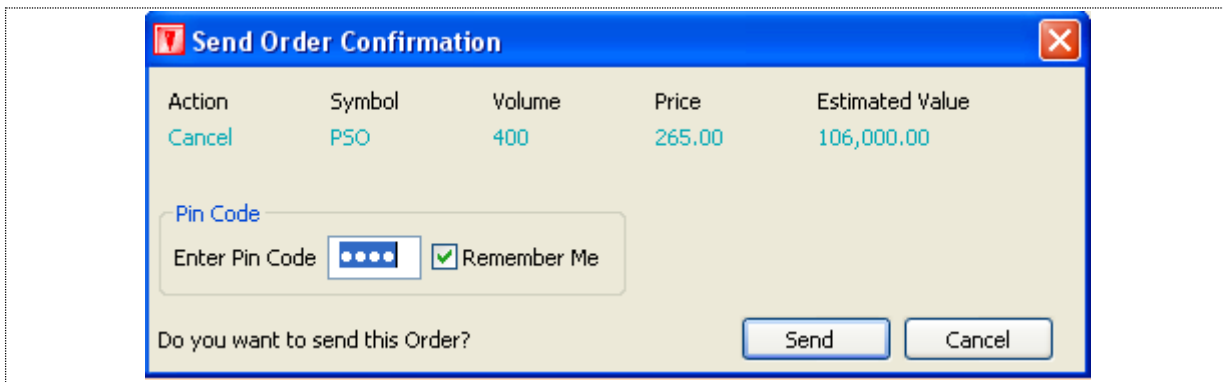 Send Order Confirmation
Action Symbol Volume Price Estimated Value
Cancel PSO 400 265.00 106,000.00
Pin Code
Enter Pin Code •••• Remember Me
Do you want to send this Order? Send Cancel